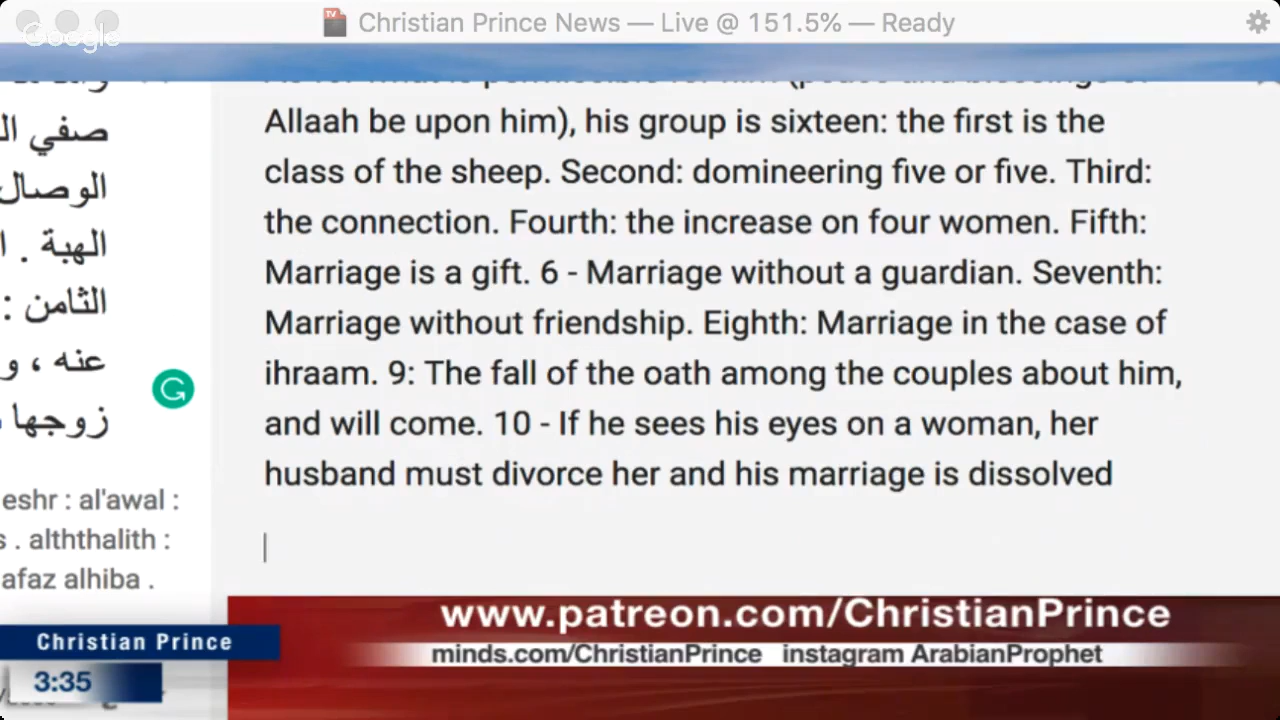 Christian Prince News — Live @ 151.5% — Ready
Google
Allaah be upon him), his group is sixteen: the first is the
class of the sheep. Second: domineering five or five. Third:
the connection. Fourth: the increase on four women. Fifth:
Marriage is a gift. 6 - Marriage without a guardian. Seventh:
Marriage without friendship. Eighth: Marriage in the case of
ihraam. 9: The fall of the oath among the couples about him,
and will come. 10 - If he sees his eyes on a woman, her
husband must divorce her and his marriage is dissolved
صفي
الوصال
الهبة .
الثامن :
عنه ، و
زوجها
eshr : al'awal :
s . alththalith :
afaz alhiba .
www.patreon.com/ChristianPrince
minds.com/ChristianPrince instagram ArabianProphet
Christian Prince
3:35